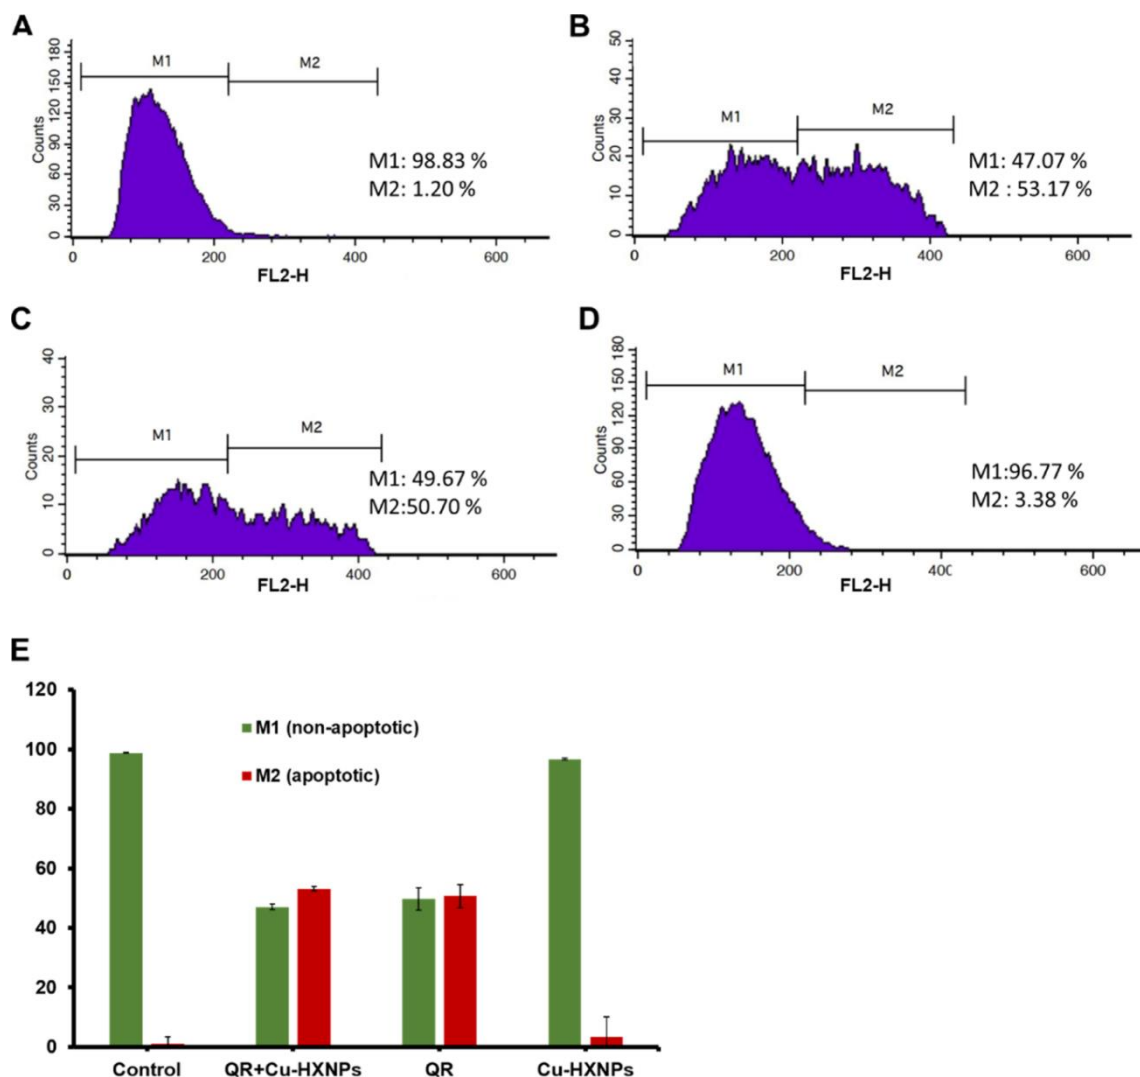 A
180
150
120
90
60
30
0
Counts
M1
M2
M1: 98.83 %
M2: 1.20 %
0 200 400 600
FL2-H
B
50
40
30
20
10
0
Counts
M1
M2
M1: 47.07 %
M2 : 53.17 %
0 200 400 600
FL2-H
C
40
30
20
10
0
Counts
M1
M2
M1: 49.67 %
M2:50.70 %
0 200 400 600
FL2-H
D
180
150
120
90
60
30
0
Counts
M1
M2
M1:96.77 %
M2: 3.38 %
0 200 400 600
FL2-H
E
120
100
80
60
40
20
0
M1 (non-apoptotic)
M2 (apoptotic)
Control QR+Cu-HXNPs QR Cu-HXNPs